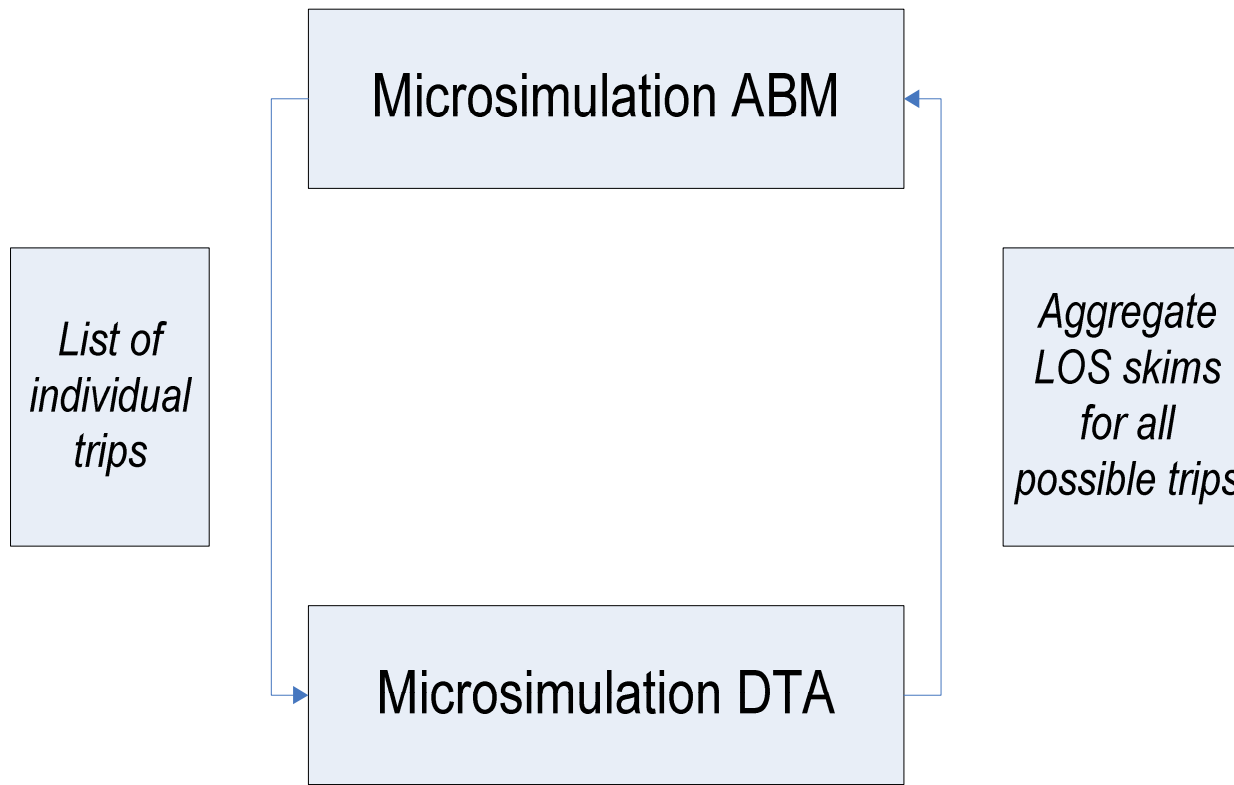 Microsimulation ABM
List of
individual
trips
Aggregate
LOS skims
for all
possible trips
Microsimulation DTA